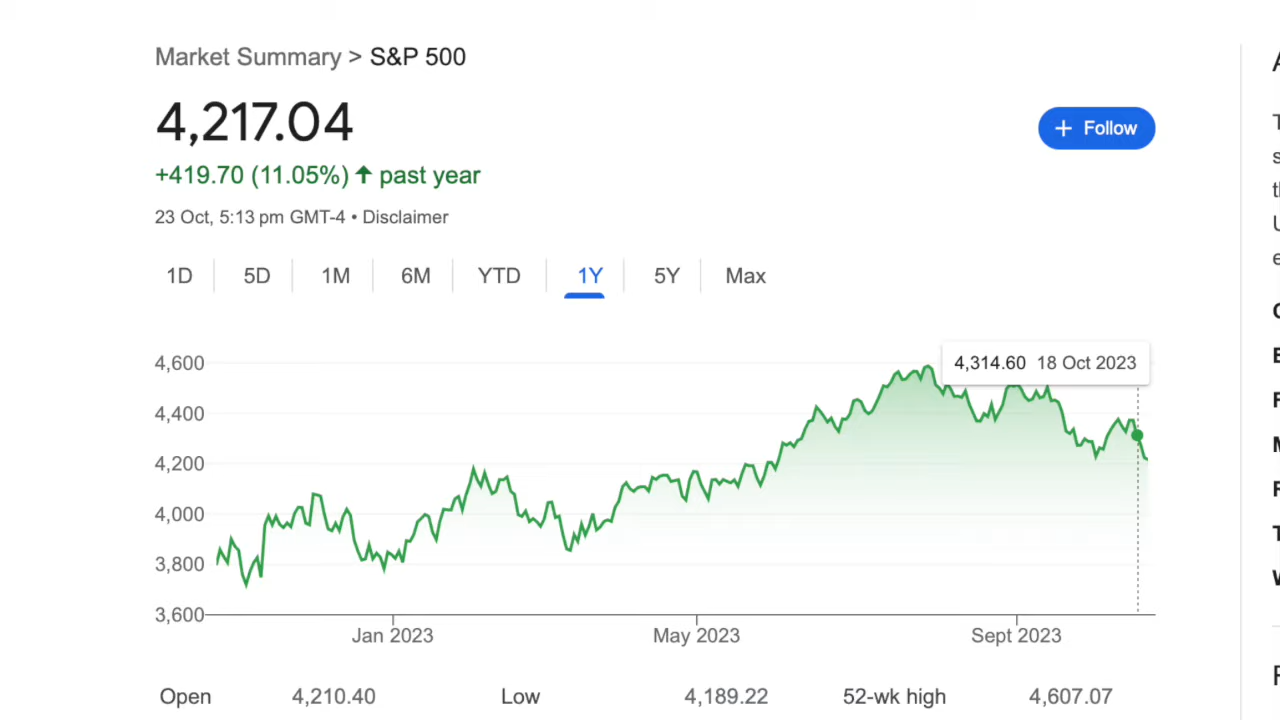 Market Summary > S&P 500
4,217.04
+ Follow
+419.70 (11.05%) ↑ past year
23 Oct, 5:13 pm GMT-4 • Disclaimer
1D 5D 1M 6M YTD 1Y 5Y Max
4,600
4,314.60 18 Oct 2023
4,400
4,200
4,000
3,800
3,600
Jan 2023 May 2023 Sept 2023
Open 4,210.40 Low 4,189.22 52-wk high 4,607.07